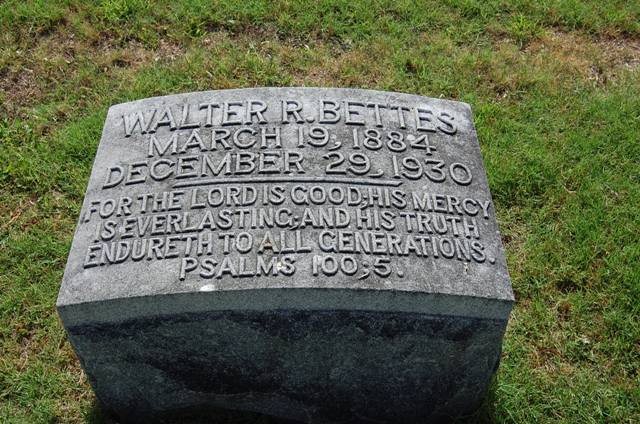 WALTER R. BETTES
MARCH 19, 1884
DECEMBER 29, 1930
FOR THE LORD IS GOOD; HIS MERCY
IS EVERLASTING; AND HIS TRUTH
ENDURETH TO ALL GENERATIONS.
PSALMS 100; 5.